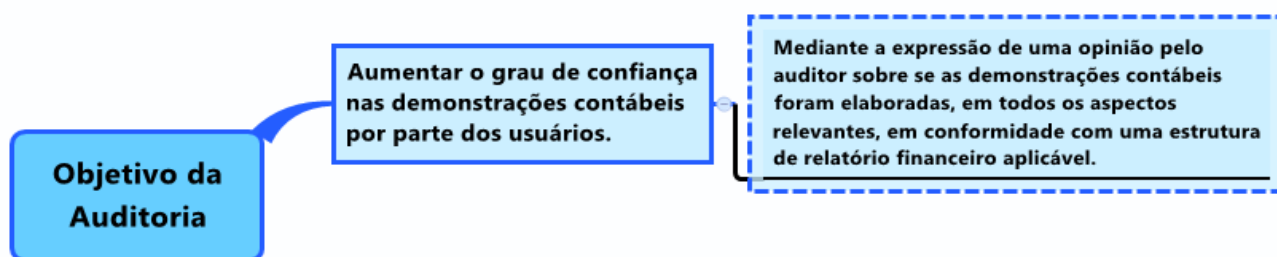 Objetivo da
Auditoria
Aumentar o grau de confiança
nas demonstrações contábeis
por parte dos usuários.
Mediante a expressão de uma opinião pelo
auditor sobre se as demonstrações contábeis
foram elaboradas, em todos os aspectos
relevantes, em conformidade com uma estrutura
de relatório financeiro aplicável.